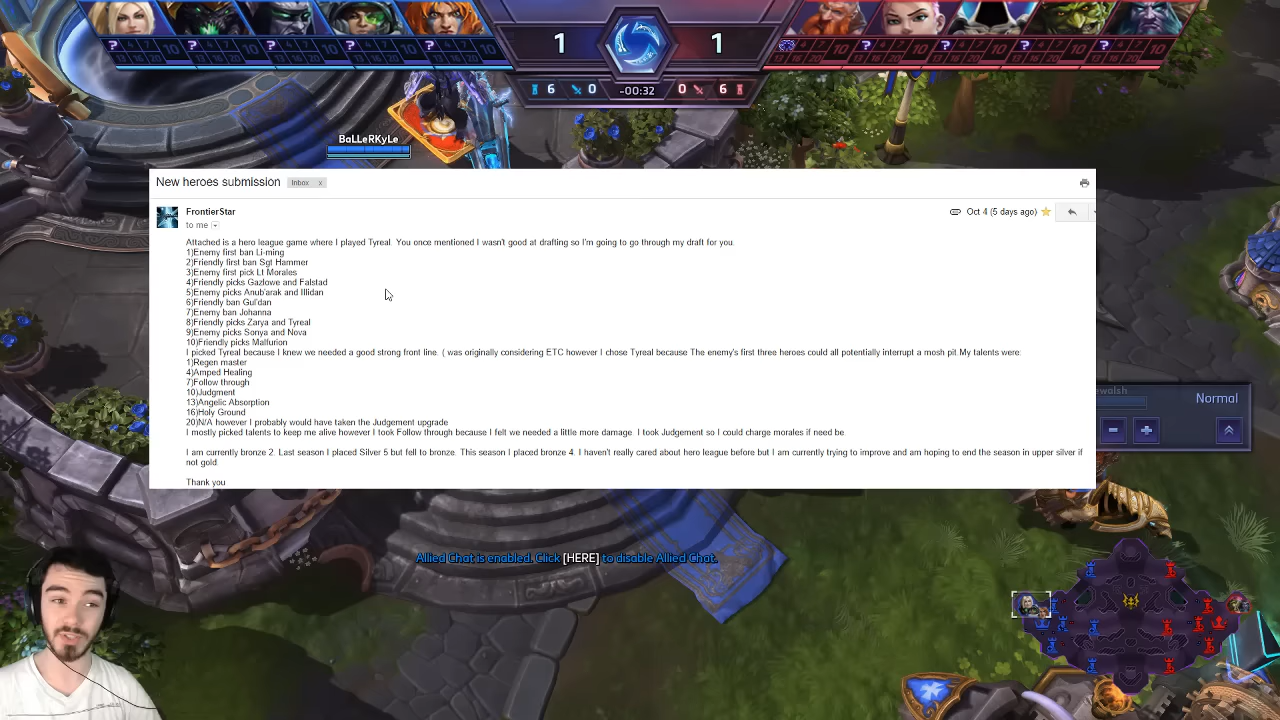 1
1
6
0
-00:32
0
6
BaLLeRKyLe
New heroes submission
Inbox x
FrontierStar
Oct 4 (5 days ago)
to me
Attached is a hero league game where I played Tyreal. You once mentioned I wasn't good at drafting so I'm going to go through my draft for you.
1)Enemy first ban Li-ming
2)Friendly first ban Sgt Hammer
3)Enemy first pick Lt Morales
4)Friendly picks Gazlowe and Falstad
5)Enemy picks Anub'arak and Illidan
6)Friendly ban Gul'dan
7)Enemy ban Johanna
8)Friendly picks Zarya and Tyreal
9)Enemy picks Sonya and Nova
10)Friendly picks Malfurion
I picked Tyreal because I knew we needed a good strong front line. ( was originally considering ETC however I chose Tyreal because The enemy's first three heroes could all potentially interrupt a mosh pit.My talents were:
1)Regen master
4)Amped Healing
7)Follow through
10)Judgment
13)Angelic Absorption
16)Holy Ground
20)N/A however I probably would have taken the Judgement upgrade
I mostly picked talents to keep me alive however I took Follow through because I felt we needed a little more damage. I took Judgement so I could charge morales if need be.
I am currently bronze 2. Last season I placed Silver 5 but fell to bronze. This season I placed bronze 4. I haven't really cared about hero league before but I am currently trying to improve and am hoping to end the season in upper silver if
not gold.
Thank you
ewalsh
Normal
Allied Chat is enabled. Click [HERE] to disable Allied Chat.